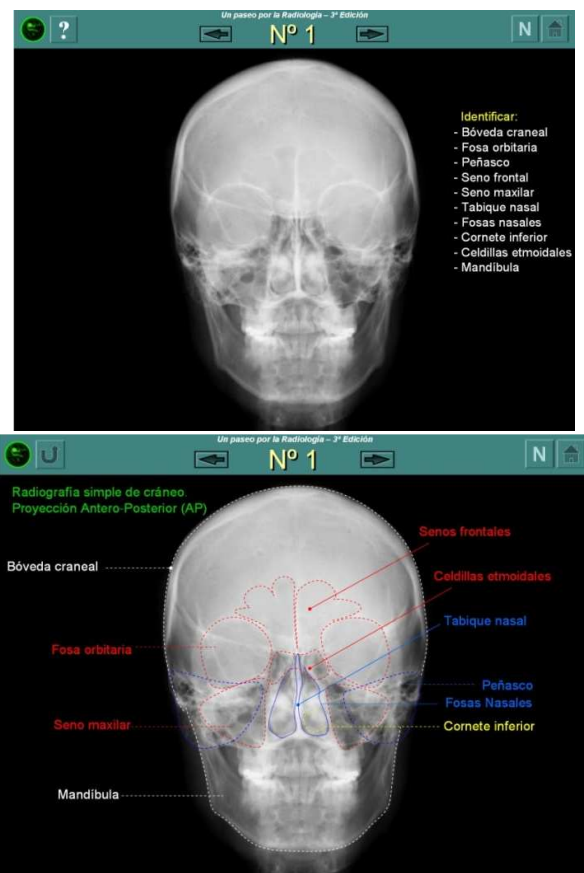 Un paseo por la Radiología – 3ª Edición
?
Nº 1
N
Identificar:
- Bóveda craneal
- Fosa orbitaria
- Peñasco
- Seno frontal
- Seno maxilar
- Tabique nasal
- Fosas nasales
- Cornete inferior
- Celdillas etmoidales
- Mandíbula
Un paseo por la Radiología – 3ª Edición
Nº 1
N
Radiografía simple de cráneo.
Proyección Antero-Posterior (AP)
Senos frontales
Bóveda craneal
Celdillas etmoidales
Tabique nasal
Fosa orbitaria
Peñasco
Fosas Nasales
Seno maxilar
Cornete inferior
Mandíbula